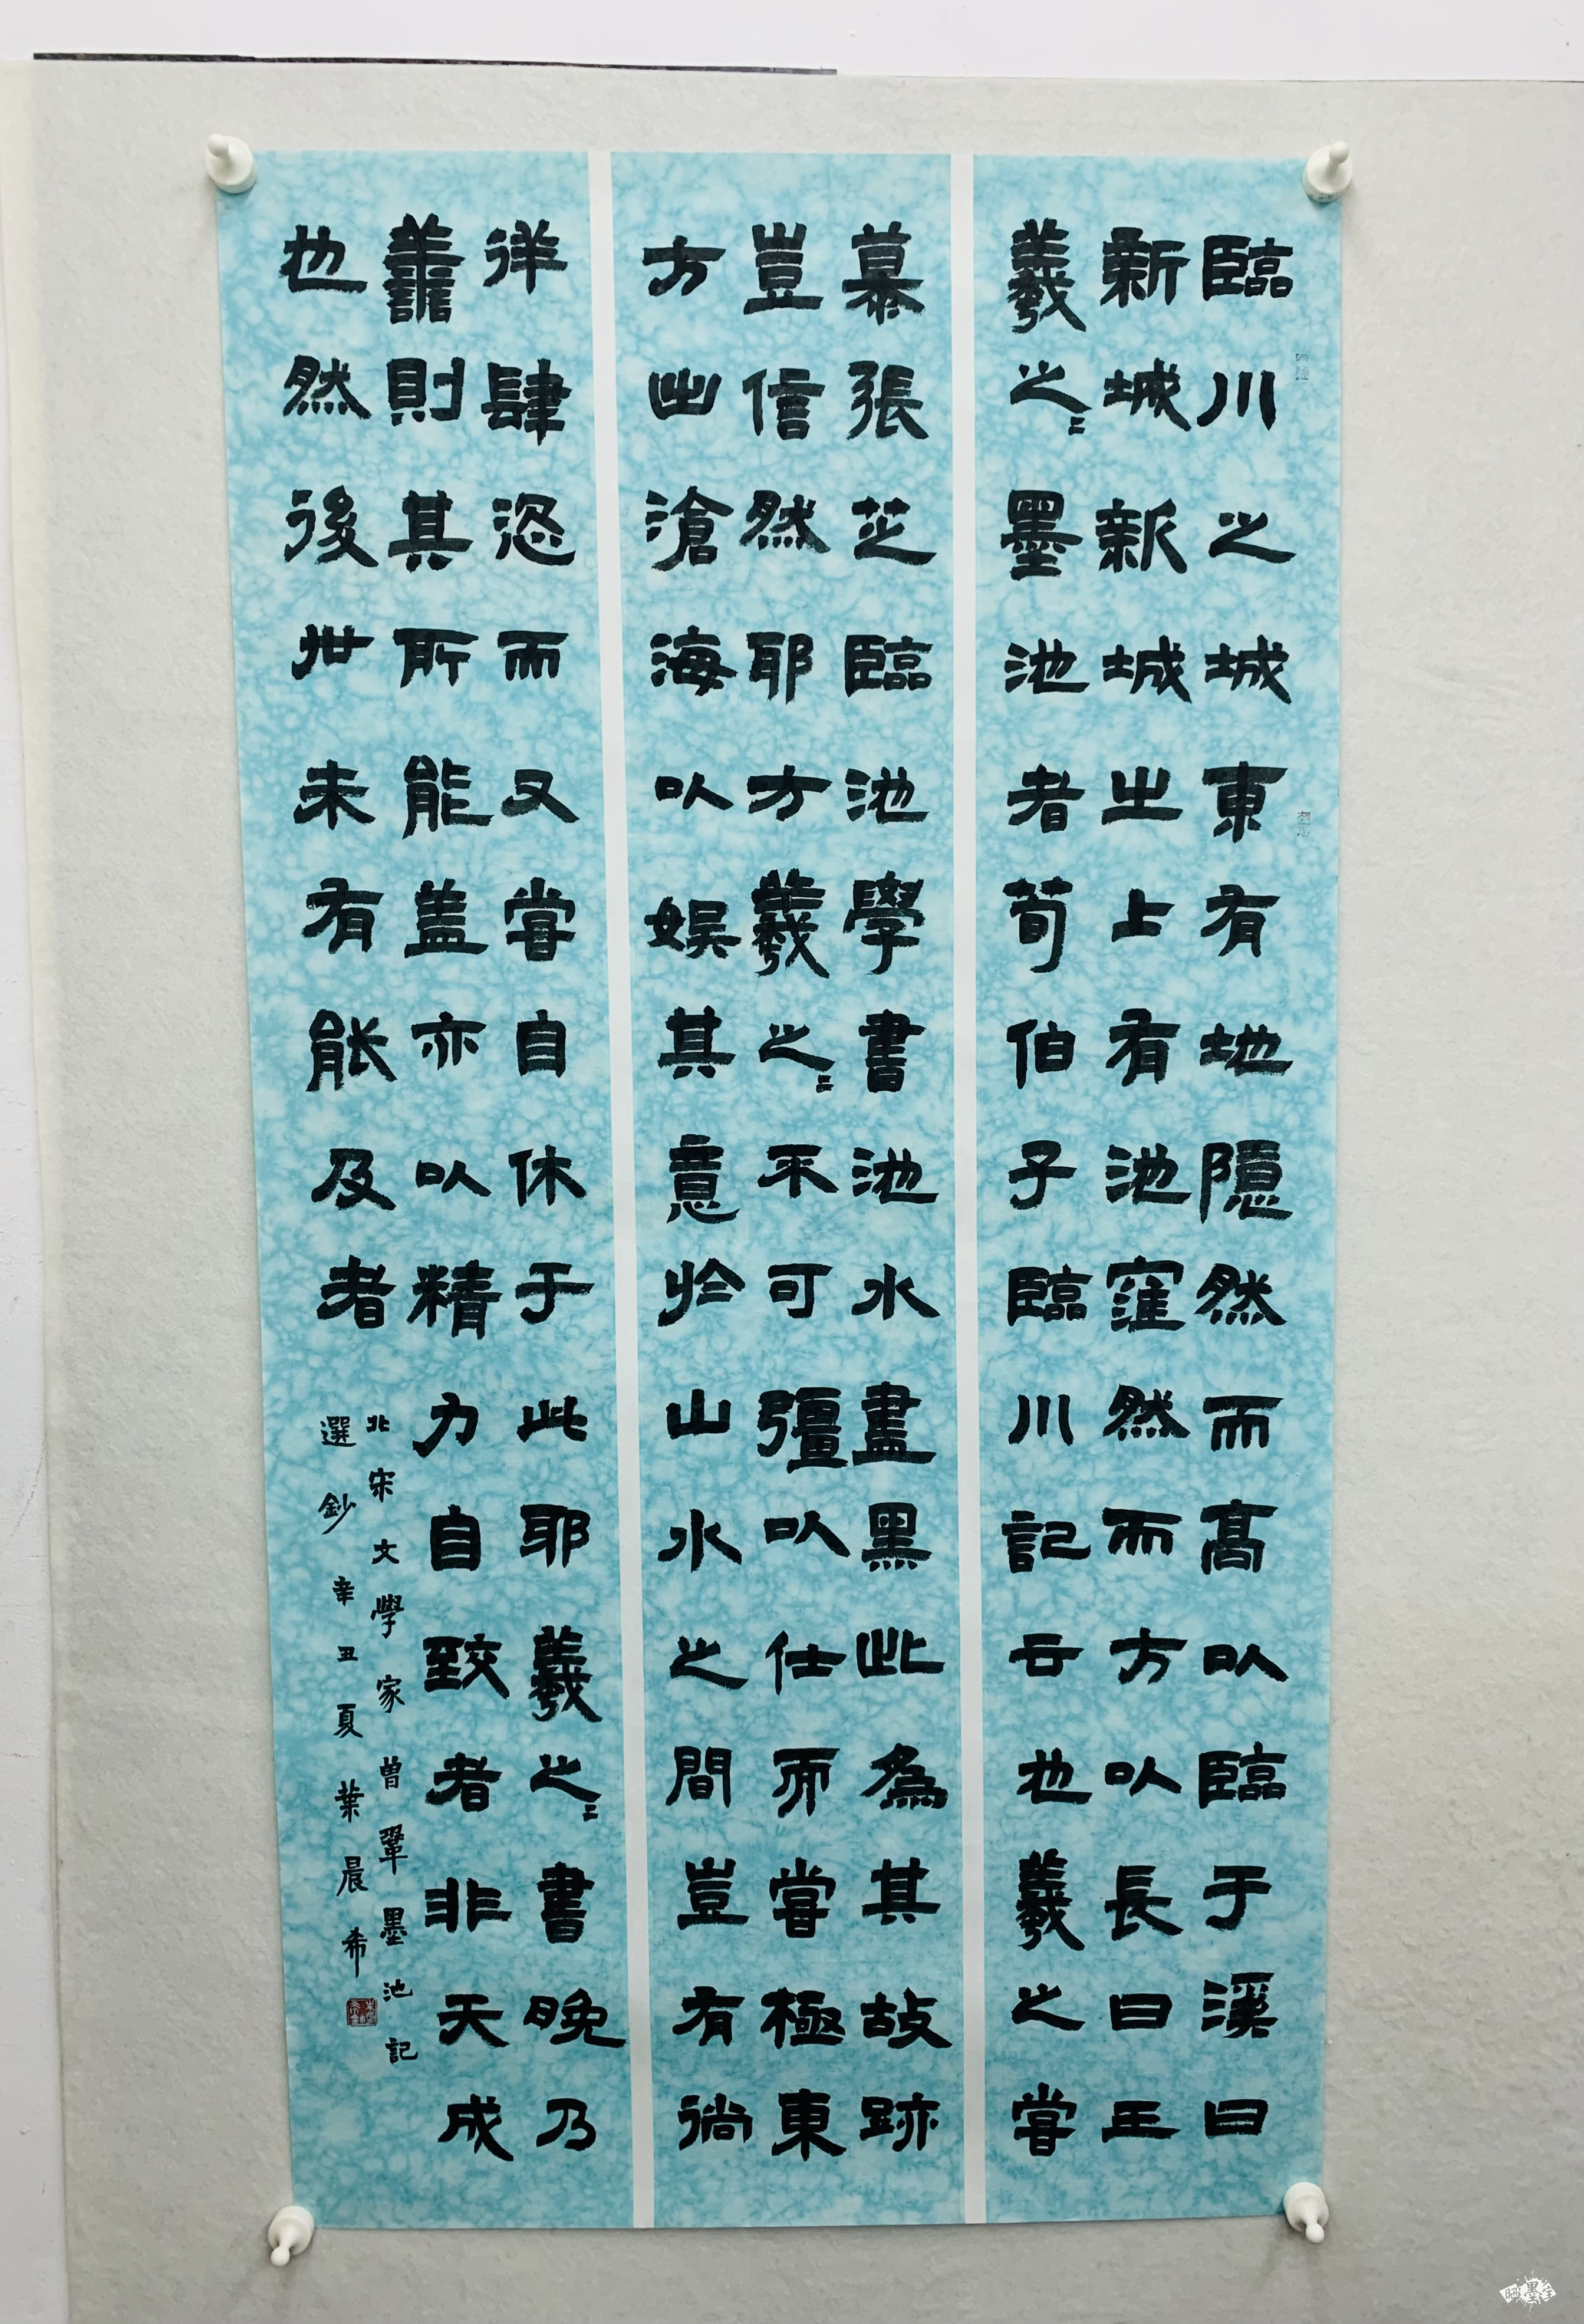 臨川之城東有地隱然而高以臨于溪曰
新城新城之上有池窪然而方以長曰王
羲之〻墨池者荀伯子臨川記云也羲之嘗
慕張芝臨池學書池水盡黑此為其故跡
豈信然耶方羲之〻不可彊以仕而嘗極東
方出滄海以娛其意於山水之間豈有徜
徉肆恣而又嘗自休于此耶羲之〻書晚乃
善則其所能蓋亦以精力自致者非天成
也然後世未有能及者
北宋文學家曾鞏墨池記
選鈔辛丑夏葉晨希